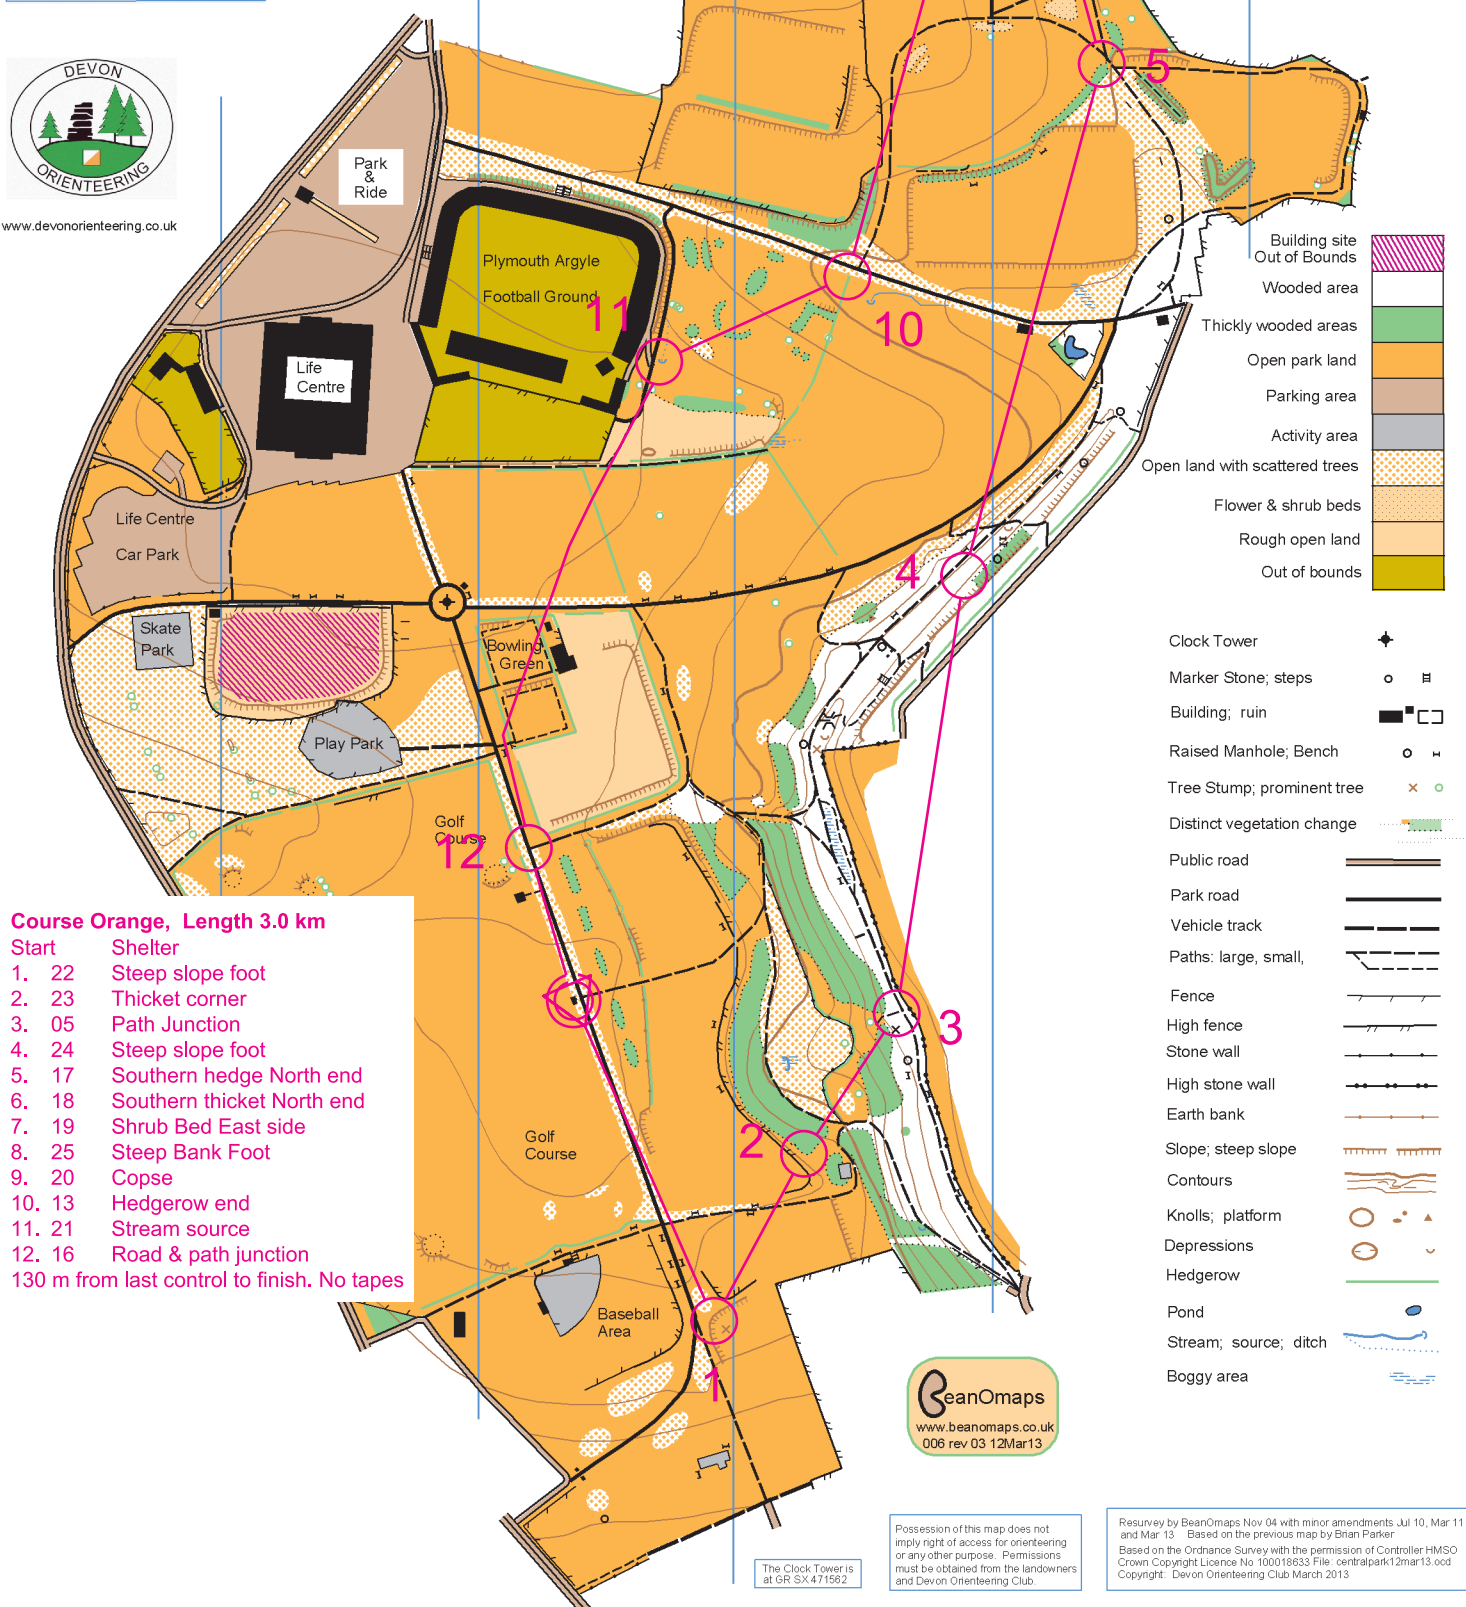 DEVON
ORIENTEERING
www.devonorienteering.co.uk
Park
&
Ride
Plymouth Argyle
Football Ground
Life
Centre
Life Centre
Car Park
Skate
Park
Play Park
Bowling
Green
Golf
Course
Golf
Course
Baseball
Area
5
11
10
4
12
3
2
1
Building site
Out of Bounds
Wooded area
Thickly wooded areas
Open park land
Parking area
Activity area
Open land with scattered trees
Flower & shrub beds
Rough open land
Out of bounds
Clock Tower
Marker Stone; steps
Building; ruin
Raised Manhole; Bench
Tree Stump; prominent tree
Distinct vegetation change
Public road
Park road
Vehicle track
Paths: large, small,
Fence
High fence
Stone wall
High stone wall
Earth bank
Slope; steep slope
Contours
Knolls; platform
Depressions
Hedgerow
Pond
Stream; source; ditch
Boggy area
Course Orange, Length 3.0 km
Start Shelter
1. 22 Steep slope foot
2. 23 Thicket corner
3. 05 Path Junction
4. 24 Steep slope foot
5. 17 Southern hedge North end
6. 18 Southern thicket North end
7. 19 Shrub Bed East side
8. 25 Steep Bank Foot
9. 20 Copse
10. 13 Hedgerow end
11. 21 Stream source
12. 16 Road & path junction
130 m from last control to finish. No tapes
BeanOmaps
www.beanomaps.co.uk
006 rev 03 12Mar13
The Clock Tower is
at GR SX 471562
Possession of this map does not
imply right of access for orienteering
or any other purpose. Permissions
must be obtained from the landowners
and Devon Orienteering Club.
Resurvey by BeanOmaps Nov 04 with minor amendments Jul 10, Mar 11
and Mar 13 Based on the previous map by Brian Parker
Based on the Ordnance Survey with the permission of Controller HMSO
Crown Copyright Licence No 100018633 File: centralpark12mar13.ocd
Copyright: Devon Orienteering Club March 2013